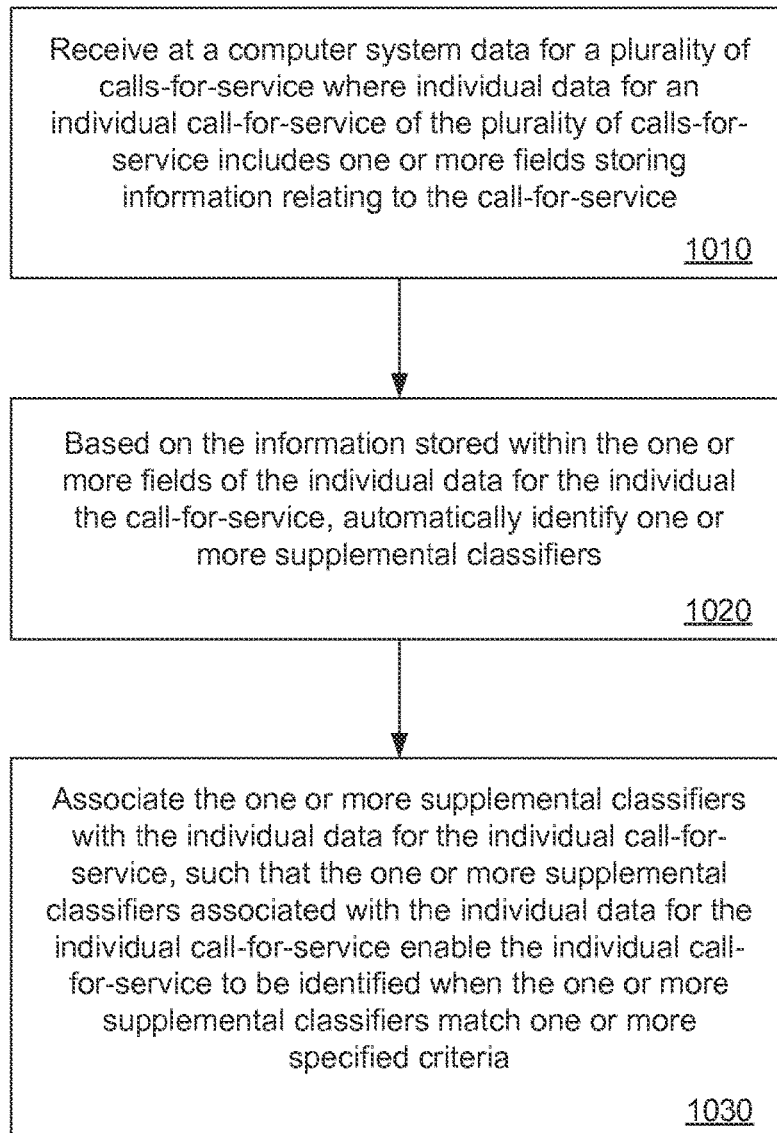 Receive at a computer system data for a plurality of
calls-for-service where individual data for an
individual call-for-service of the plurality of calls-for-
service includes one or more fields storing
information relating to the call-for-service
1010
Based on the information stored within the one or
more fields of the individual data for the individual
the call-for-service, automatically identify one or
more supplemental classifiers
1020
Associate the one or more supplemental classifiers
with the individual data for the individual call-for-
service, such that the one or more supplemental
classifiers associated with the individual data for the
individual call-for-service enable the individual call-
for-service to be identified when the one or more
supplemental classifiers match one or more
specified criteria
1030